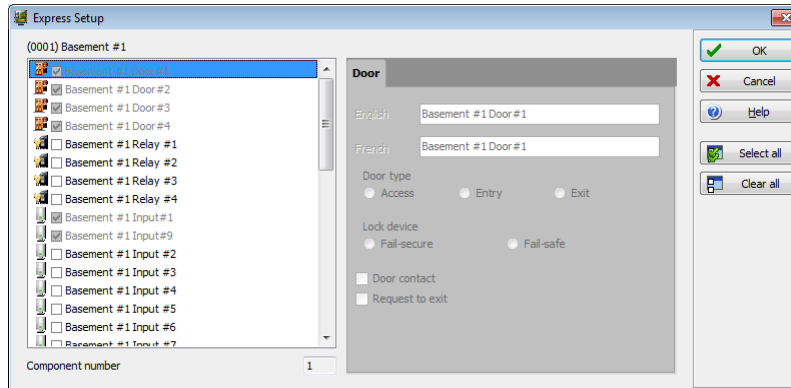 Express Setup
(0001) Basement #1
Basement #1 Door#1
Basement #1 Door#2
Basement #1 Door#3
Basement #1 Door#4
Basement #1 Relay #1
Basement #1 Relay #2
Basement #1 Relay #3
Basement #1 Relay #4
Basement #1 Input#1
Basement #1 Input#9
Basement #1 Input #2
Basement #1 Input #3
Basement #1 Input #4
Basement #1 Input #5
Basement #1 Input #6
Basement #1 Input #7
Component number 1
Door
English Basement #1 Door#1
French Basement #1 Door#1
Door type
Access Entry Exit
Lock device
Fail-secure Fail-safe
Door contact
Request to exit
OK
Cancel
Help
Select all
Clear all